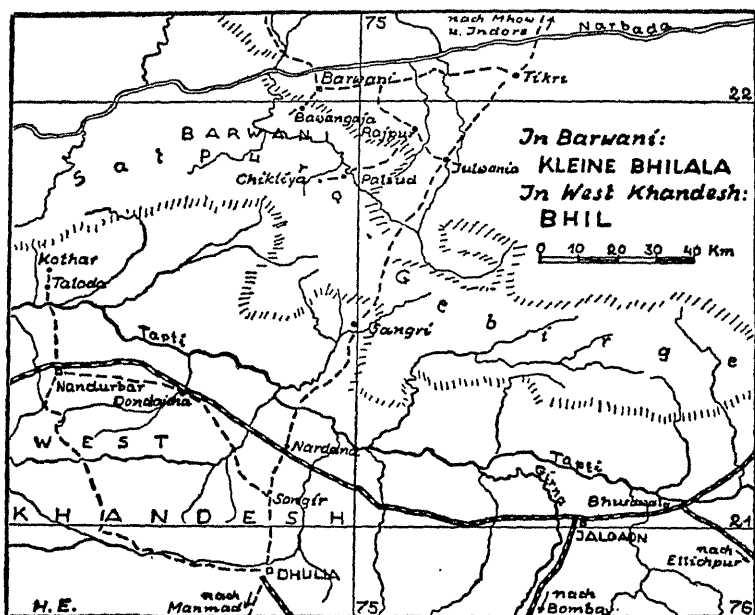 75
nach Mhow
u. Indore
Narbada
Barwani
Tikri
22
Bawangaja
BARWANI
Rajpur
In Barwani:
KLEINE BHILALA
In West Khandesh:
BHIL
Satpura
Chikliya
Palsud
Julwania
0 10 20 30 40 Km
Kothar
Taloda
Gebirge
Sangri
Tapti
Nandurbar
Dondaicha
WEST
Nardana
Tapti
Girna
Songir
Bhusawal
KHANDESH
21
JALGAON
nach
Ellichpur
DHULIA
nach
Manmad
nach
Bombay
H.E.
75
76